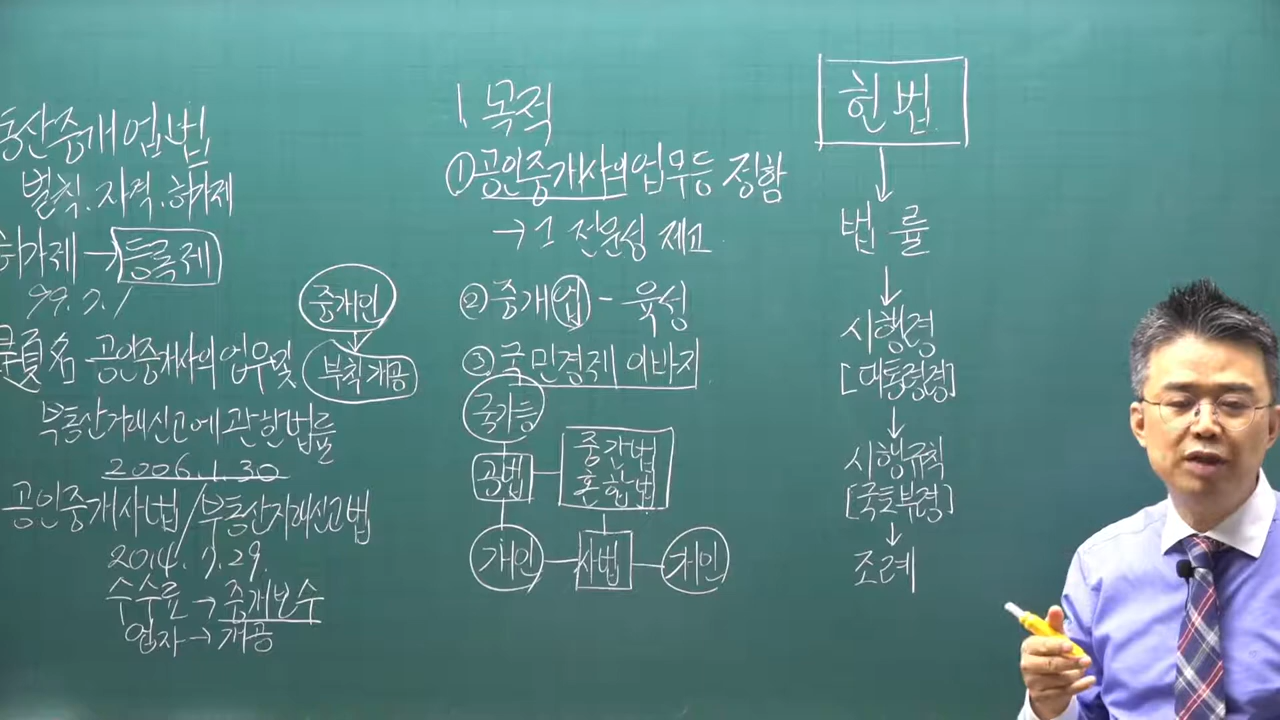 동산중개업법
벌칙.자격.허가제
허가제 → 등록제
99.7.1
題名 공인중개사의 업무 및
부동산거래신고에 관한 법률
2006.1.30
공인중개사법/부동산거래신고법
2014.7.29.
수수료 → 중개보수
업자 → 개공
중개인
부칙개공
1. 목적
① 공인중개사의 업무등 정함
→ 1 전문성 제고
② 중개업 - 육성
③ 국민경제 이바지
국가등
공법
중간법
혼합법
개인
사법
개인
헌법
↓
법률
↓
시행령
[대통령령]
↓
시행규칙
[국토부령]
↓
조례